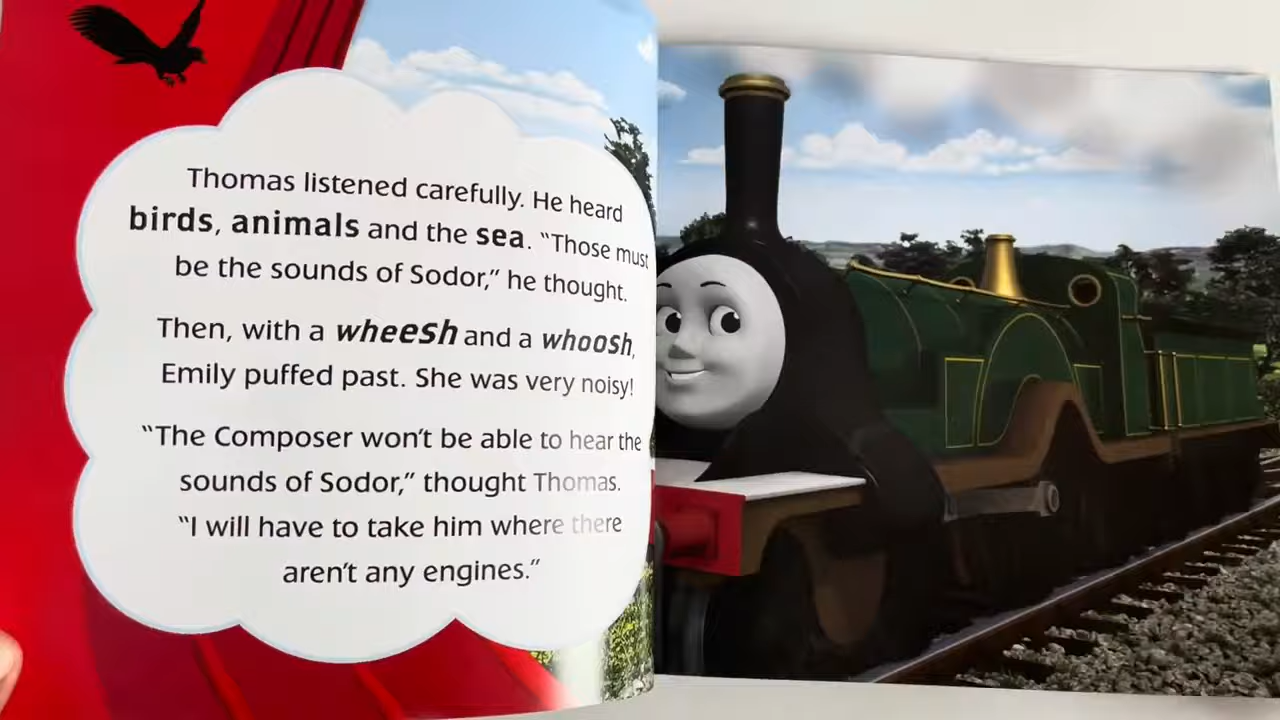 Thomas listened carefully. He heard
birds, animals and the sea. “Those must
be the sounds of Sodor,” he thought.
Then, with a wheesh and a whoosh,
Emily puffed past. She was very noisy!
“The Composer won’t be able to hear the
sounds of Sodor,” thought Thomas.
“I will have to take him where there
aren’t any engines.”